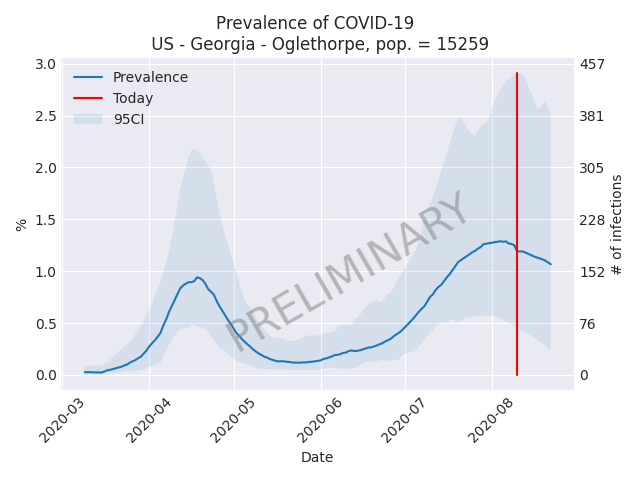 Prevalence of COVID-19
US - Georgia - Oglethorpe, pop. = 15259
Prevalence
Today
95CI
3.0
2.5
2.0
1.5
1.0
0.5
0.0
%
457
381
305
228
152
76
0
# of infections
PRELIMINARY
2020-03
2020-04
2020-05
2020-06
2020-07
2020-08
Date